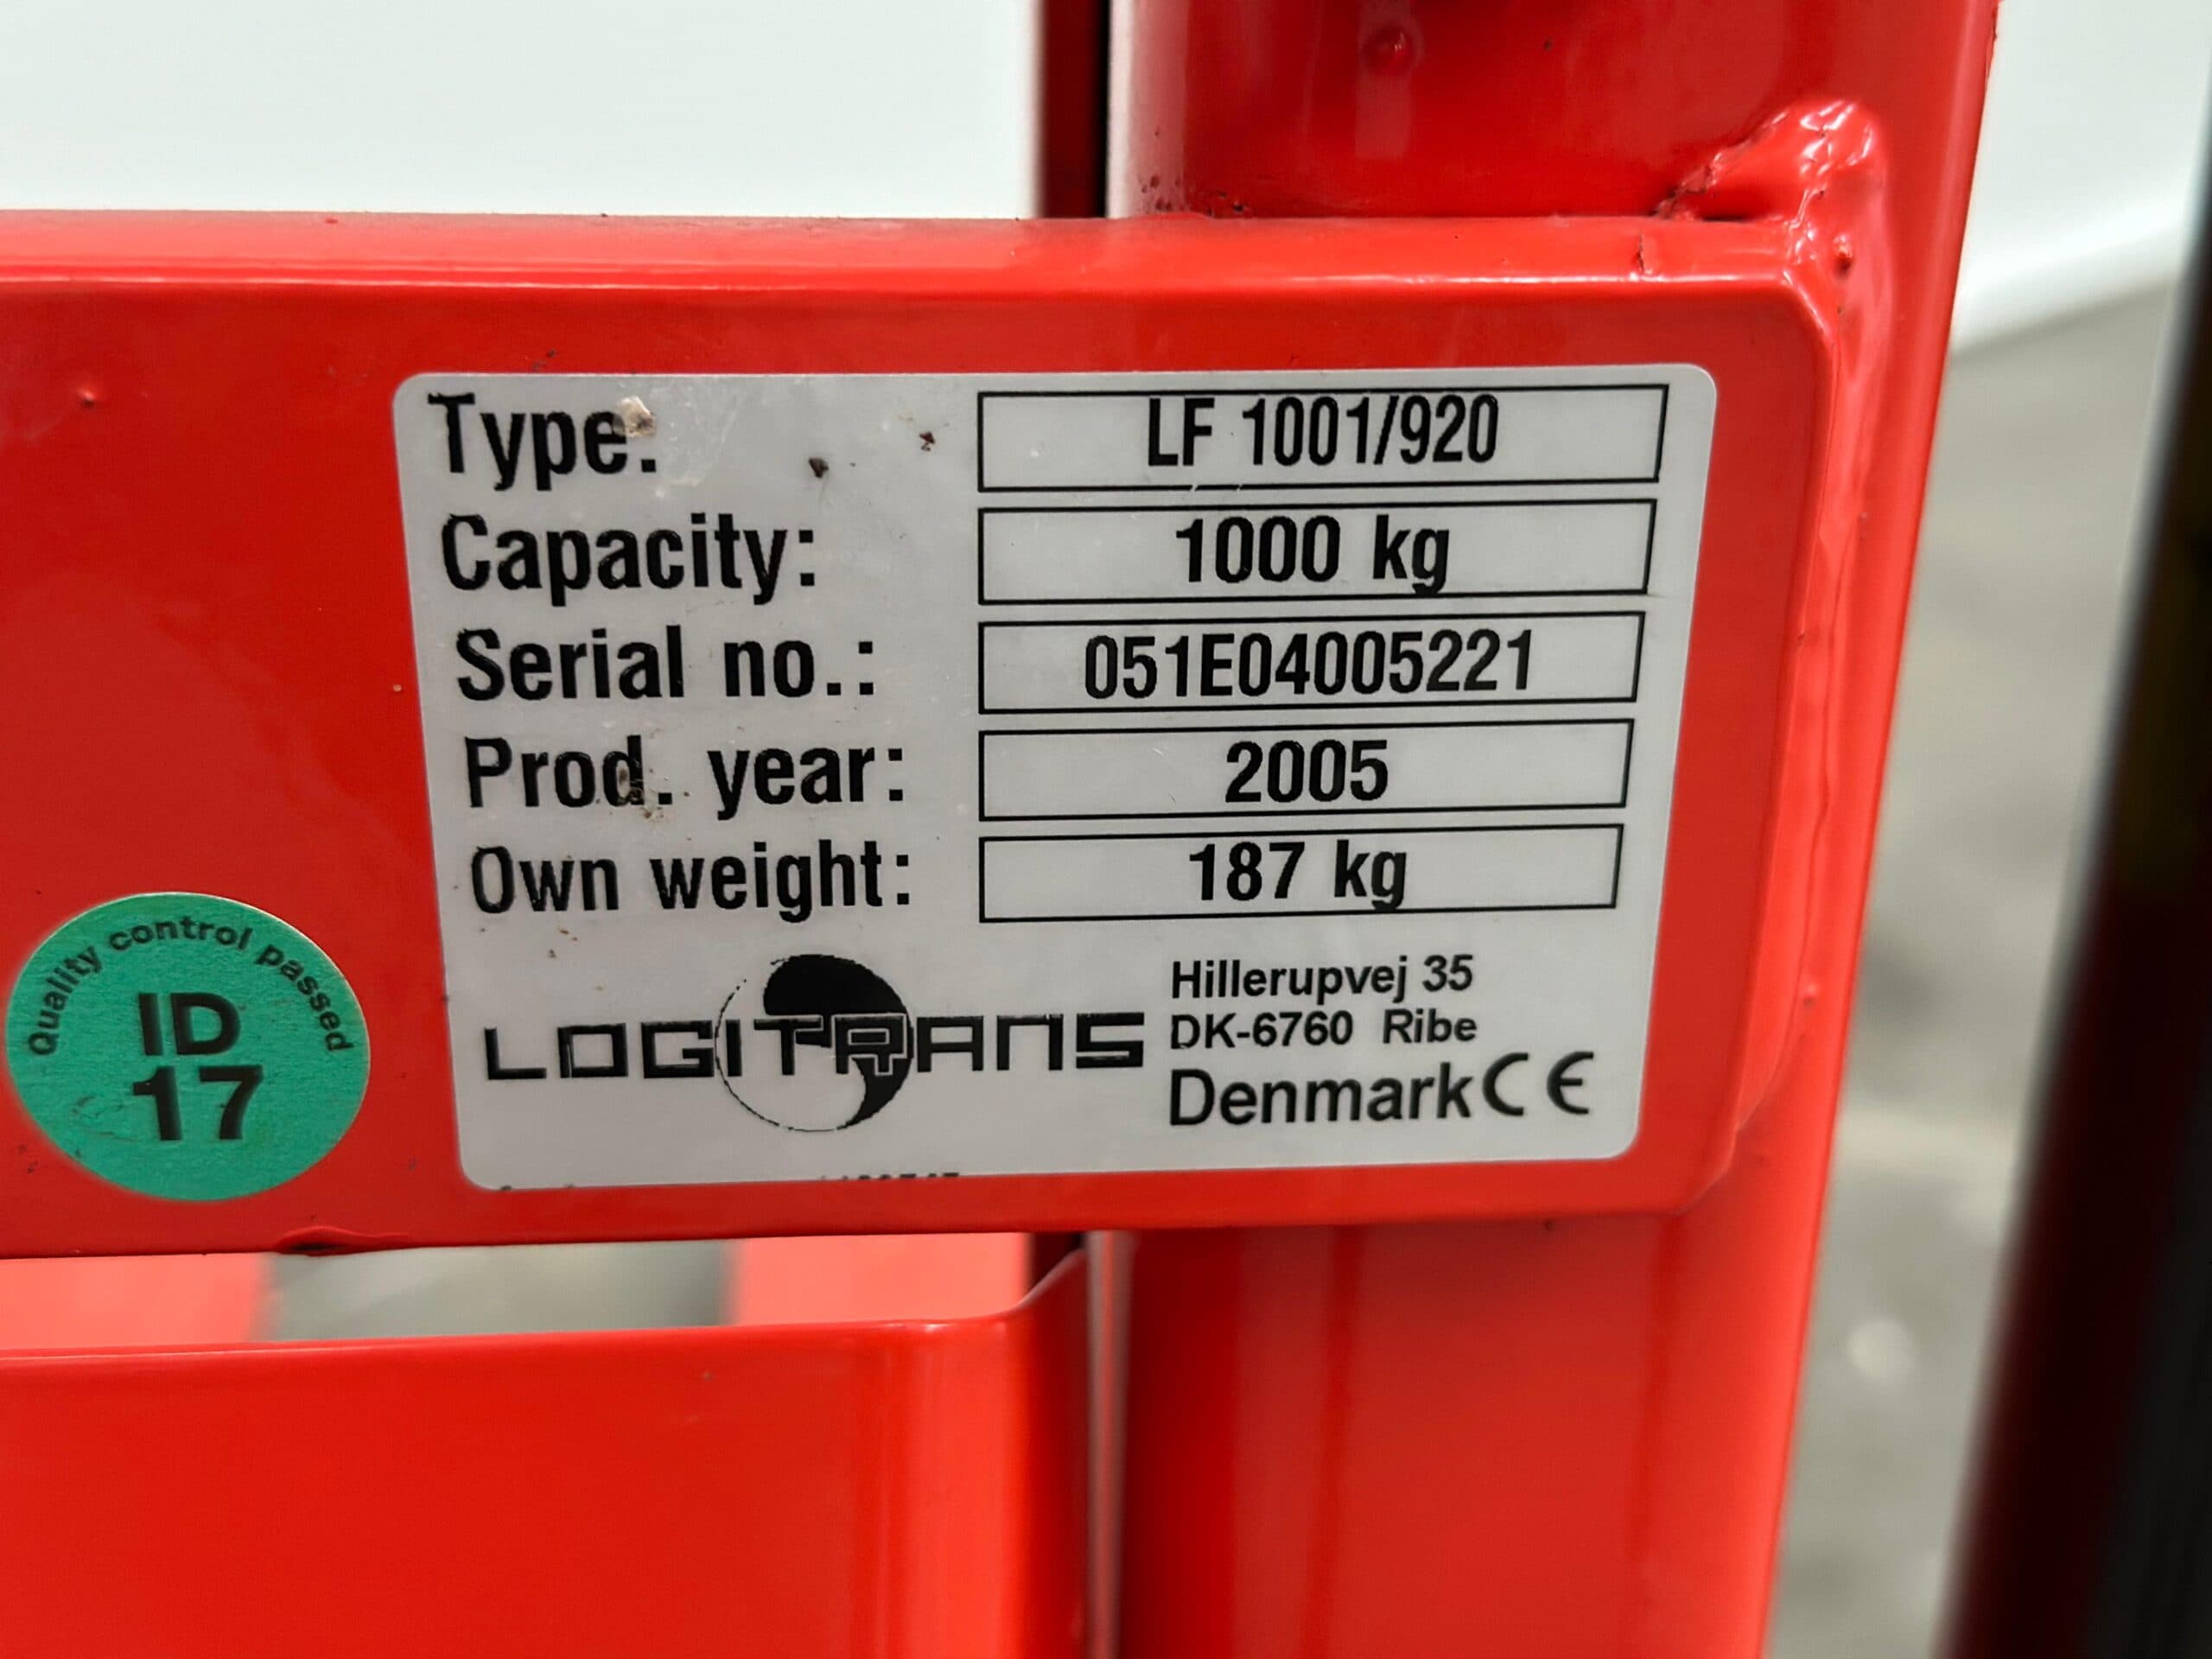 Type: LF 1001/920
Capacity: 1000 kg
Serial no.: 051E04005221
Prod. year: 2005
Own weight: 187 kg
LOGITRANS
Hillerupvej 35
DK-6760 Ribe
Denmark CE
Quality control passed
ID
17